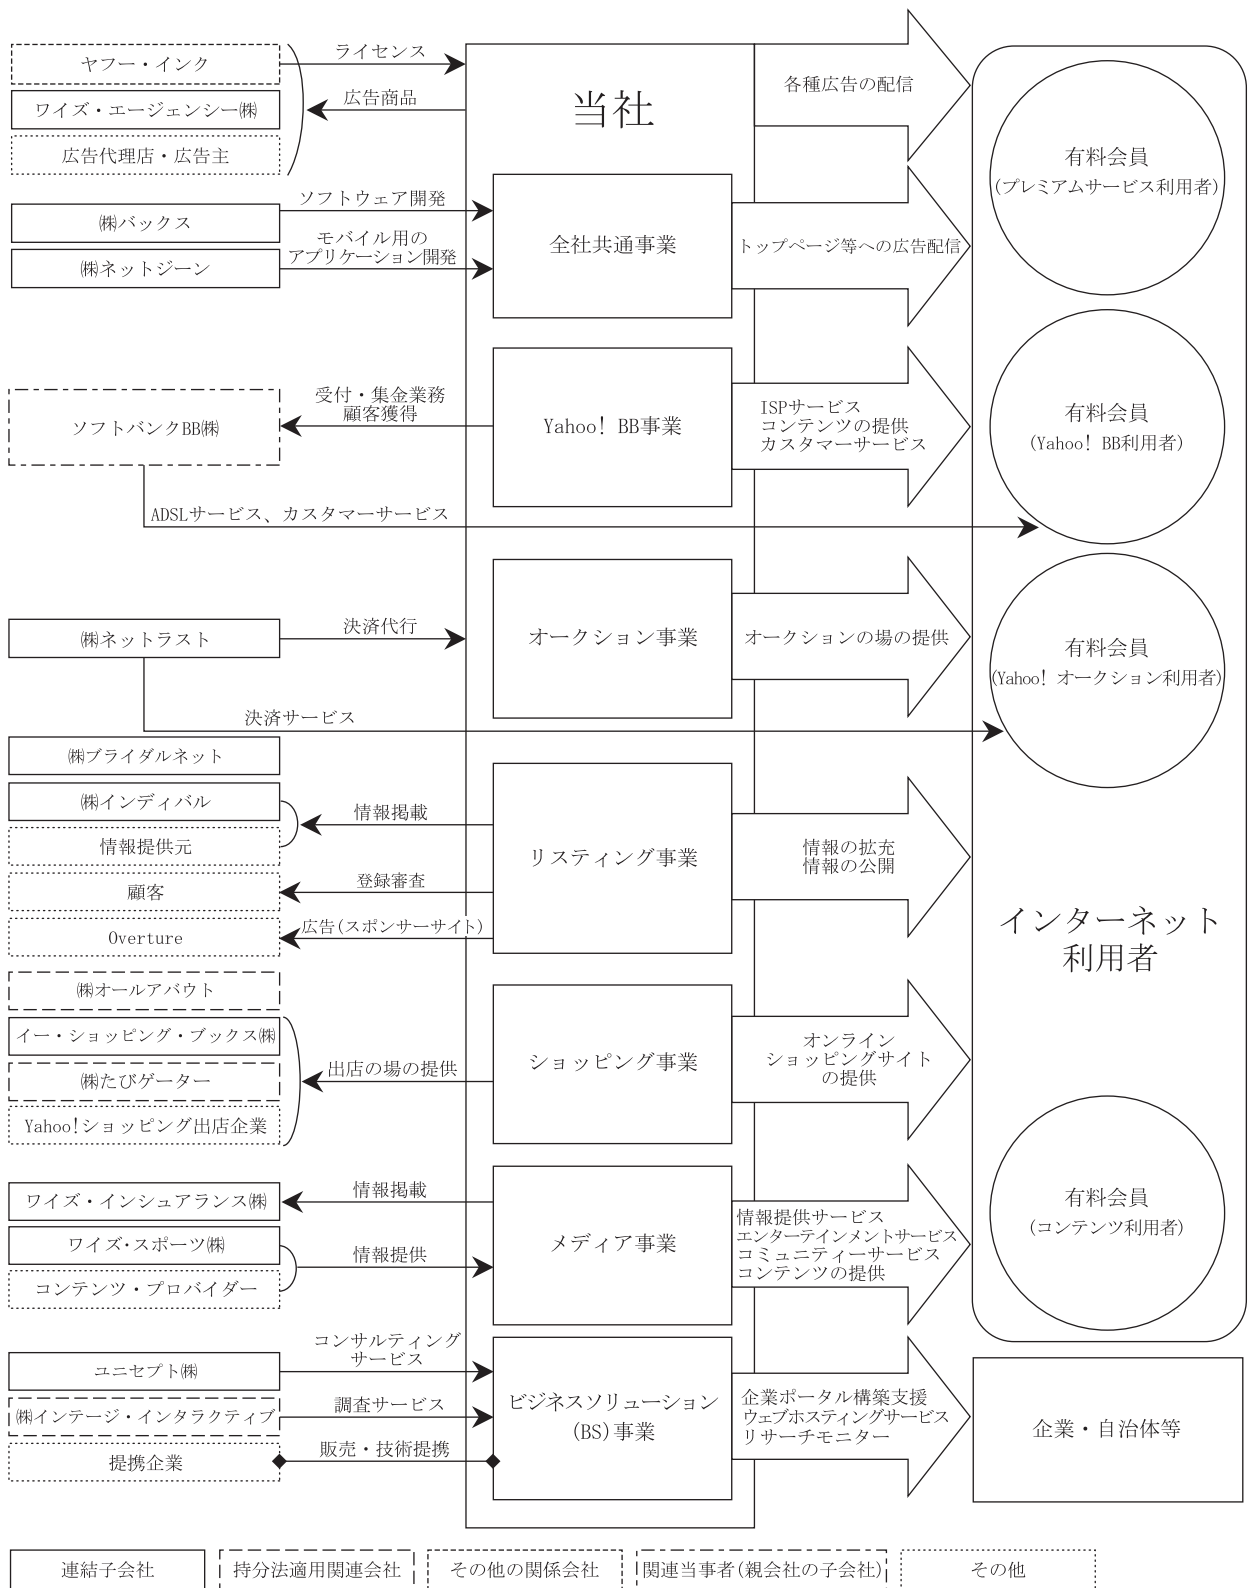 ヤフー・インク
ライセンス
ワイズ・エージェンシー㈱
広告商品
広告代理店・広告主
当社
各種広告の配信
有料会員
(プレミアムサービス利用者)
㈱バックス
ソフトウェア開発
㈱ネットジーン
モバイル用の
アプリケーション開発
全社共通事業
トップページ等への広告配信
ソフトバンクBB㈱
受付・集金業務
顧客獲得
Yahoo! BB事業
ISPサービス
コンテンツの提供
カスタマーサービス
有料会員
(Yahoo! BB利用者)
ADSLサービス、カスタマーサービス
㈱ネットラスト
決済代行
オークション事業
オークションの場の提供
有料会員
(Yahoo! オークション利用者)
決済サービス
㈱ブライダルネット
㈱インディバル
情報提供元
情報掲載
顧客
登録審査
Overture
広告(スポンサーサイト)
リスティング事業
情報の拡充
情報の公開
インターネット
利用者
㈱オールアバウト
イー・ショッピング・ブックス㈱
㈱たびゲーター
Yahoo!ショッピング出店企業
出店の場の提供
ショッピング事業
オンライン
ショッピングサイト
の提供
ワイズ・インシュアランス㈱
情報掲載
ワイズ・スポーツ㈱
コンテンツ・プロバイダー
情報提供
メディア事業
情報提供サービス
エンターテインメントサービス
コミュニティーサービス
コンテンツの提供
有料会員
(コンテンツ利用者)
ユニセプト㈱
コンサルティング
サービス
㈱インテージ・インタラクティブ
調査サービス
提携企業
販売・技術提携
ビジネスソリューション
(BS)事業
企業ポータル構築支援
ウェブホスティングサービス
リサーチモニター
企業・自治体等
連結子会社
持分法適用関連会社
その他の関係会社
関連当事者(親会社の子会社)
その他